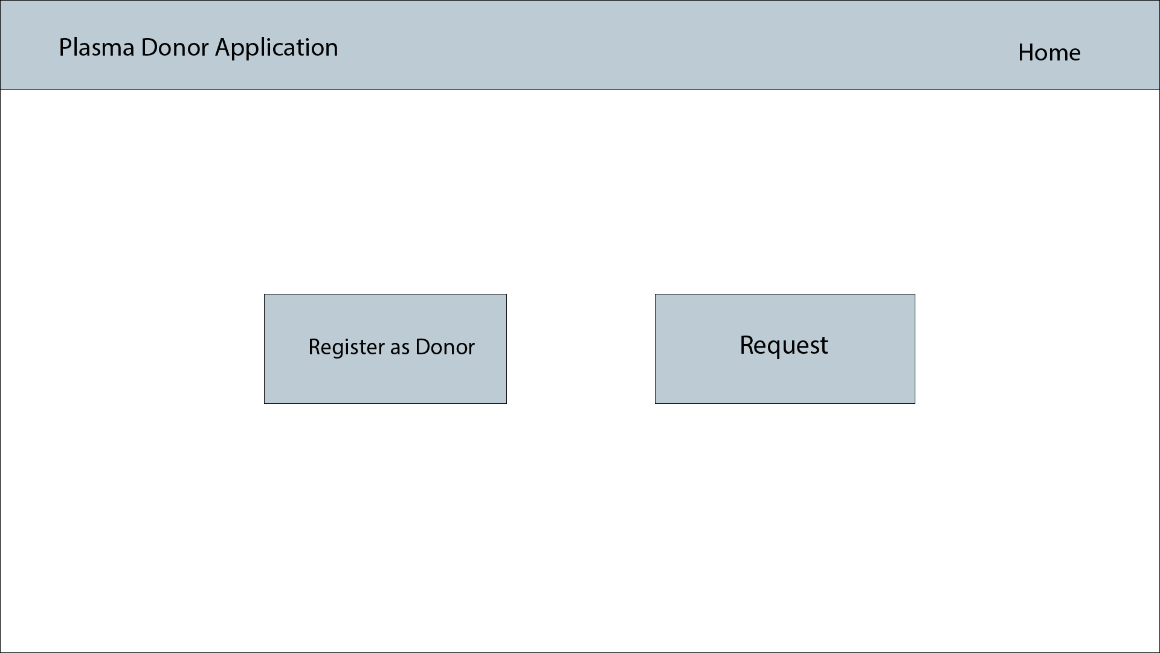 Plasma Donor Application
Home
Register as Donor
Request